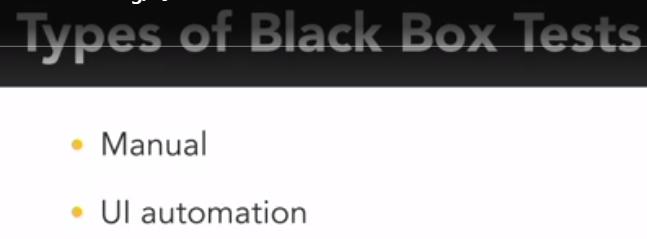 Types of Black Box Tests
Manual
UI automation